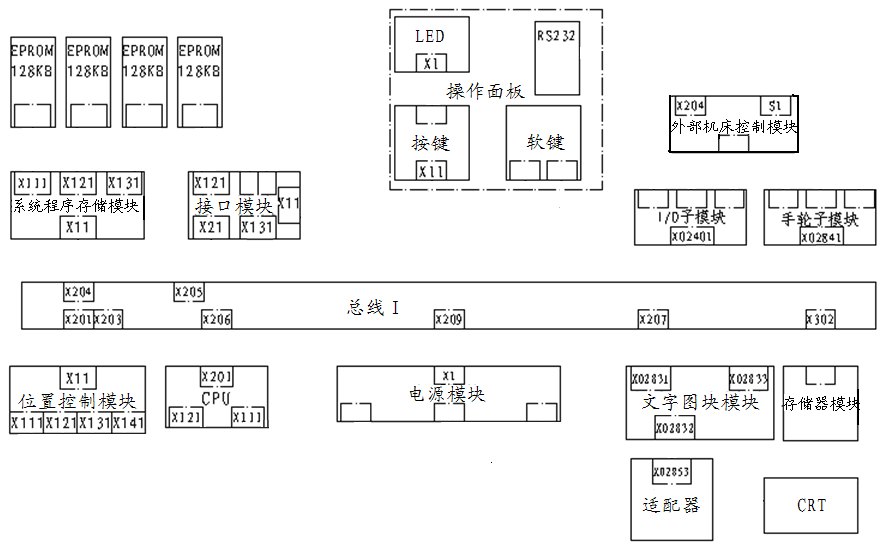 EPROM
128KB
EPROM
128KB
EPROM
128KB
EPROM
128KB
LED
X1
RS232
操作面板
按键
X11
软键
X204
S1
外部机床控制模块
X111
X121
X131
系统程序存储模块
X11
X121
接口模块
X11
X21
X131
I/O子模块
X02401
手轮子模块
X02841
X204
X205
总线I
X201
X203
X206
X209
X207
X302
X11
位置控制模块
X111
X121
X131
X141
X201
CPU
X121
X111
X1
电源模块
X02831
X02833
文字图块模块
X02832
存储器模块
X02853
适配器
CRT